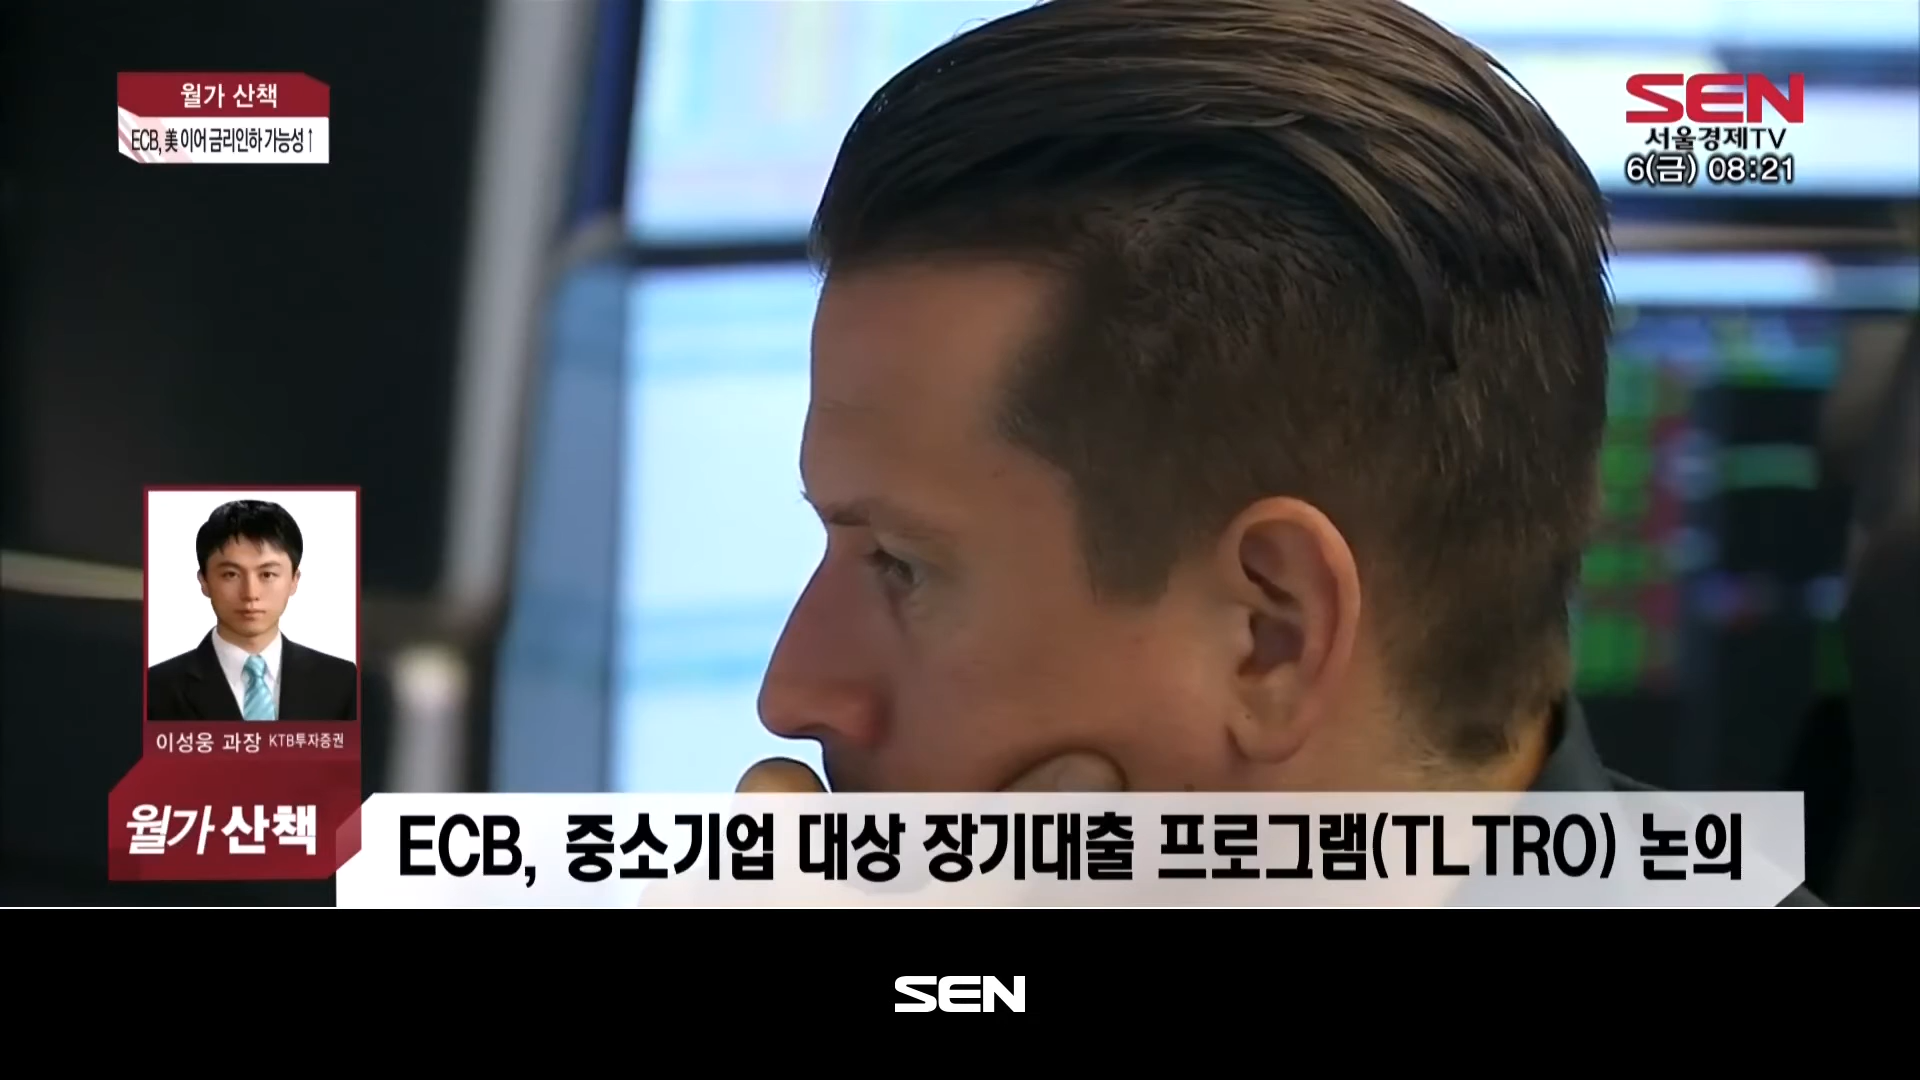 월가 산책
ECB, 美 이어 금리인하 가능성↑
SEN
서울경제TV
6(금) 08:21
이성웅 과장 KTB투자증권
월가 산책
ECB, 중소기업 대상 장기대출 프로그램(TLTRO) 논의
SEN